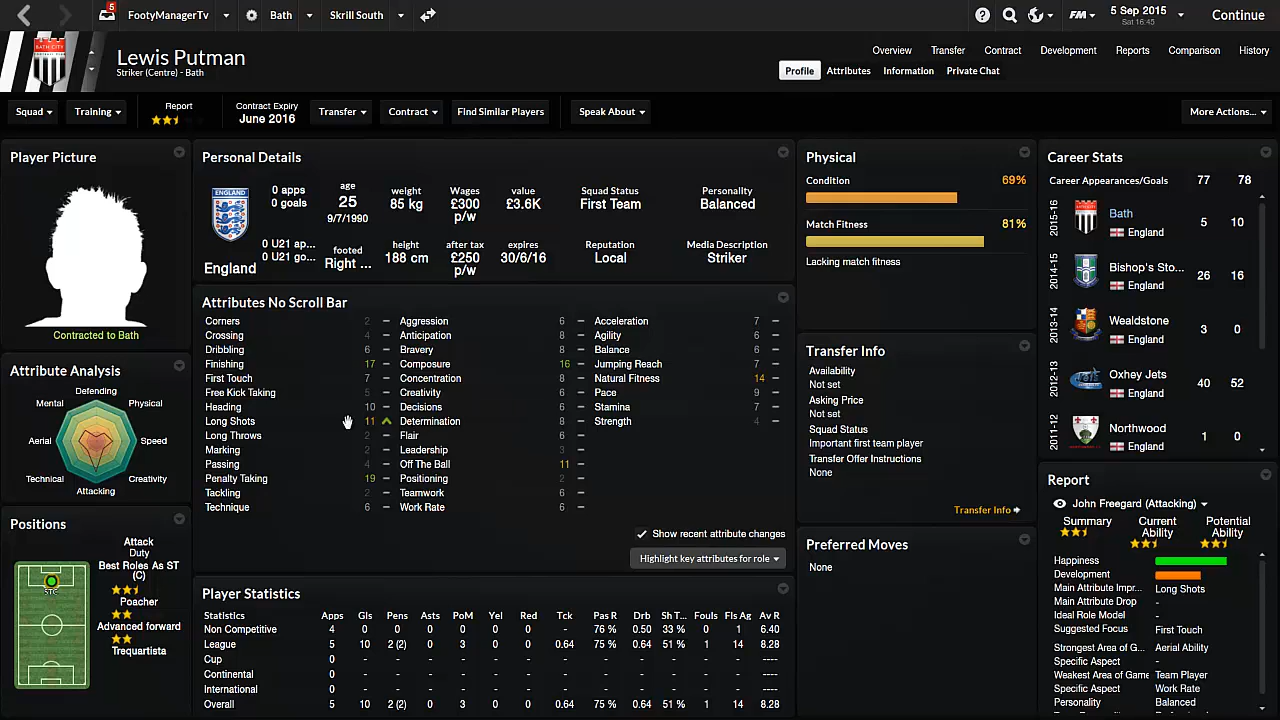 5
FootyManagerTv
Bath
Skrill South
FM
5 Sep 2015
Sat 16:45
Continue
BATH CITY
Lewis Putman
Striker (Centre) - Bath
Overview Transfer Contract Development Reports Comparison History
Profile Attributes Information Private Chat
Squad
Training
Report
Contract Expiry
June 2016
Transfer
Contract
Find Similar Players
Speak About
More Actions...
Player Picture
Contracted to Bath
Personal Details
ENGLAND
England
0 apps
0 goals
0 U21 ap...
0 U21 go...
age
25
9/7/1990
footed
Right ...
weight
85 kg
height
188 cm
Wages
£300
p/w
after tax
£250
p/w
value
£3.6K
expires
30/6/16
Squad Status
First Team
Reputation
Local
Personality
Balanced
Media Description
Striker
Attribute Analysis
Defending
Mental Physical
Aerial Speed
Technical Creativity
Attacking
Attributes No Scroll Bar
Corners 2 - Aggression 6 - Acceleration 7 -
Crossing 4 - Anticipation 8 - Agility 6 -
Dribbling 6 - Bravery 8 - Balance 6 -
Finishing 17 - Composure 16 - Jumping Reach 7 -
First Touch 7 - Concentration 8 - Natural Fitness 14 -
Free Kick Taking 5 - Creativity 6 - Pace 9 -
Heading 10 - Decisions 6 - Stamina 7 -
Long Shots 11 Determination 8 - Strength 4 -
Long Throws 2 - Flair 6 -
Marking 2 - Leadership 3 -
Passing 4 - Off The Ball 11 -
Penalty Taking 19 - Positioning 2 -
Tackling 2 - Teamwork 6 -
Technique 6 - Work Rate 6 -
Show recent attribute changes
Highlight key attributes for role
Positions
STC
Attack
Duty
Best Roles As ST
(C)
Poacher
Advanced forward
Trequartista
Player Statistics
Statistics Apps Gls Pens Asts PoM Yel Red Tck Pas R Drb Sh T... Fouls Fls Ag Av R
Non Competitive 4 0 0 0 0 0 0 - 76 % 0.50 33 % 0 1 6.40
League 5 10 2 (2) 0 3 0 0 0.64 75 % 0.64 51 % 1 14 8.28
Cup 0 - - - - - - - - - - - - ----
Continental 0 - - - - - - - - - - - - ----
International 0 - - - - - - - - - - - - ----
Overall 5 10 2 (2) 0 3 0 0 0.64 75 % 0.64 51 % 1 14 8.28
Physical
Condition 69%
Match Fitness 81%
Lacking match fitness
Transfer Info
Availability
Not set
Asking Price
Not set
Squad Status
Important first team player
Transfer Offer Instructions
None
Transfer Info
Preferred Moves
None
Career Stats
Career Appearances/Goals 77 78
2015-16 Bath 5 10
England
2014-15 Bishop's Sto... 26 16
England
2013-14 Wealdstone 3 0
England
2012-13 Oxhey Jets 40 52
England
2011-12 Northwood 1 0
England
Report
John Freegard (Attacking)
Summary
Current
Ability
Potential
Ability
Happiness
Development
Main Attribute Impr... Long Shots
Main Attribute Drop -
Ideal Role Model -
Suggested Focus First Touch
Strongest Area of G... Aerial Ability
Specific Aspect -
Weakest Area of Game Team Player
Specific Aspect Work Rate
Personality Balanced